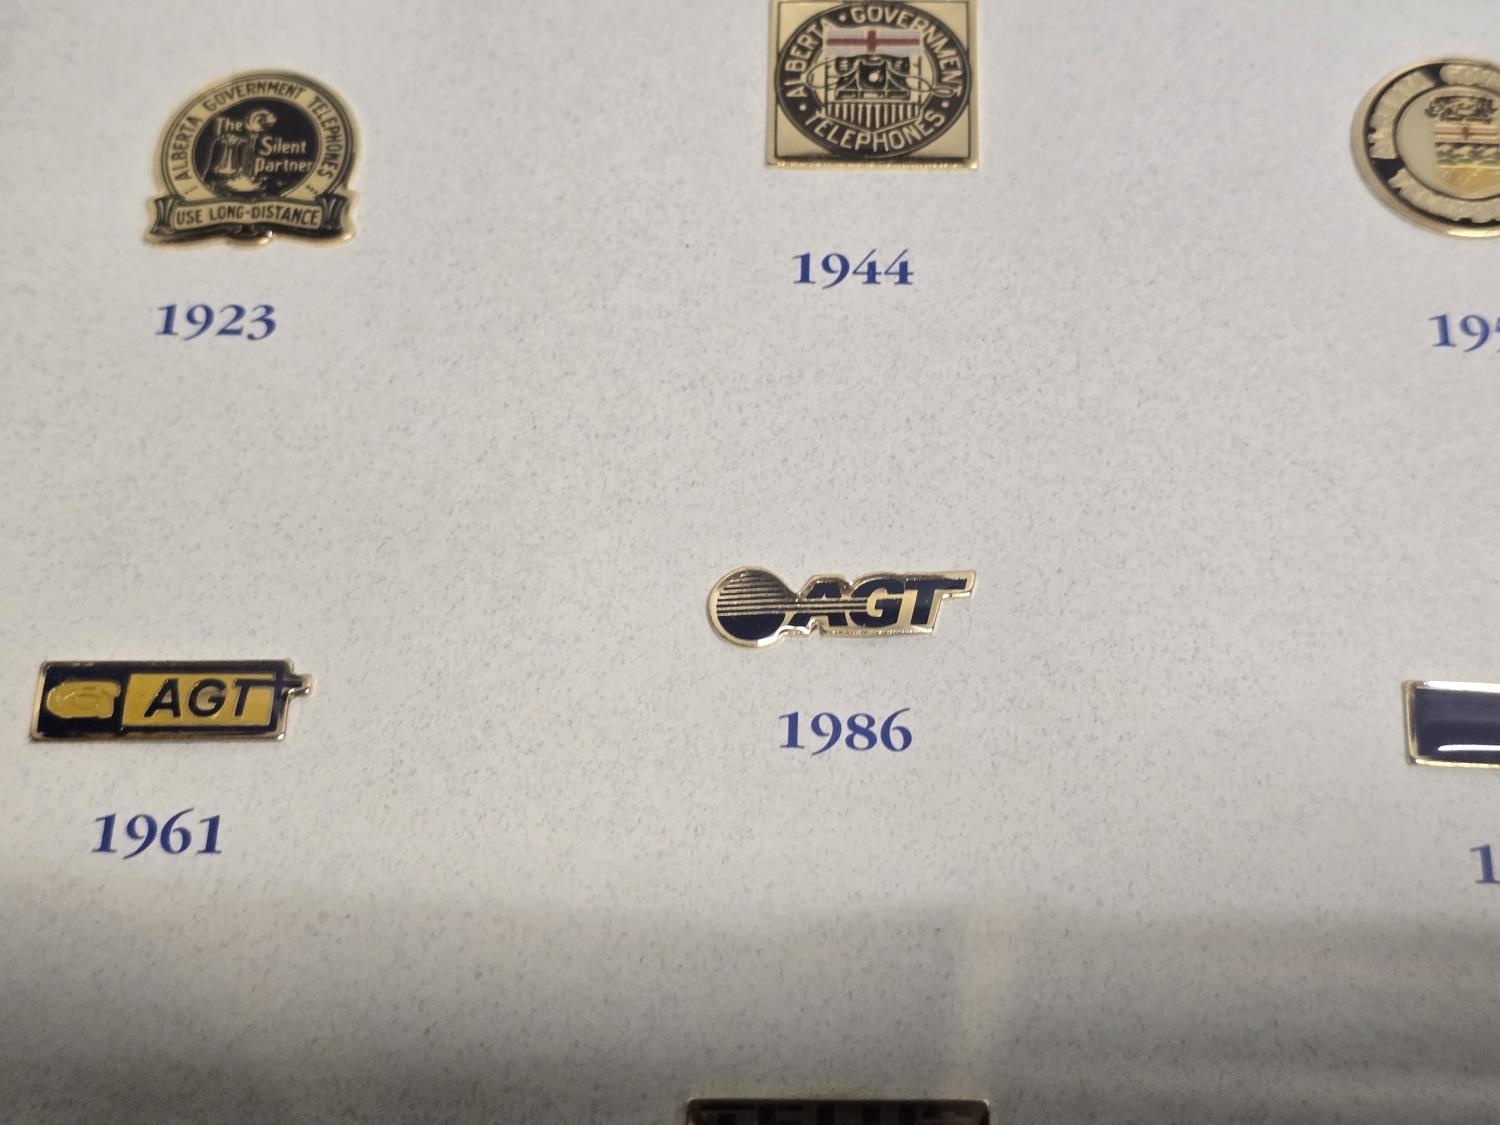 ALBERTA GOVERNMENT TELEPHONES
The
Silent
Partner
USE LONG-DISTANCE
1923
ALBERTA · GOVERNMENT
· TELEPHONES ·
1944
AGT
1961
AGT
1986